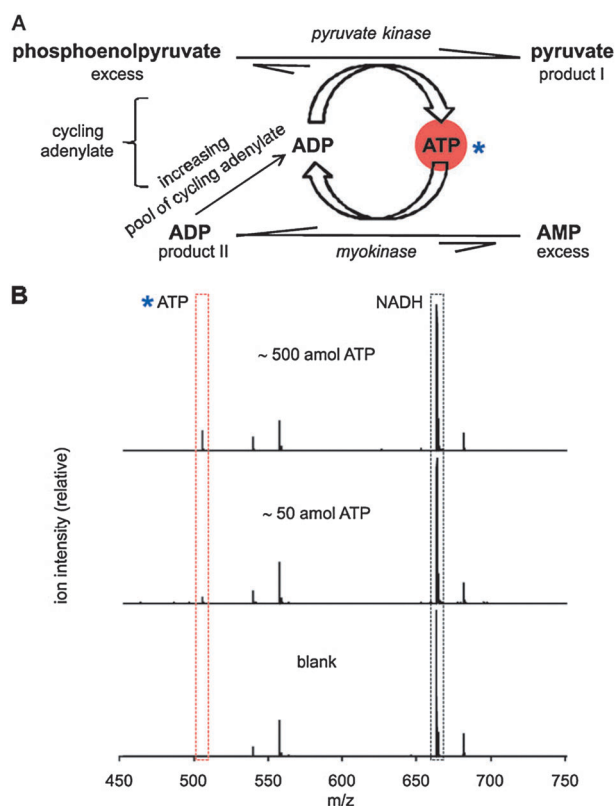 A
phosphoenolpyruvate
pyruvate kinase
pyruvate
excess
product I
cycling
adenylate
increasing
pool of cycling adenylate
ADP
ATP *
ADP
product II
myokinase
AMP
excess
B
* ATP
NADH
~ 500 amol ATP
~ 50 amol ATP
blank
ion intensity (relative)
450 500 550 600 650 700 750
m/z